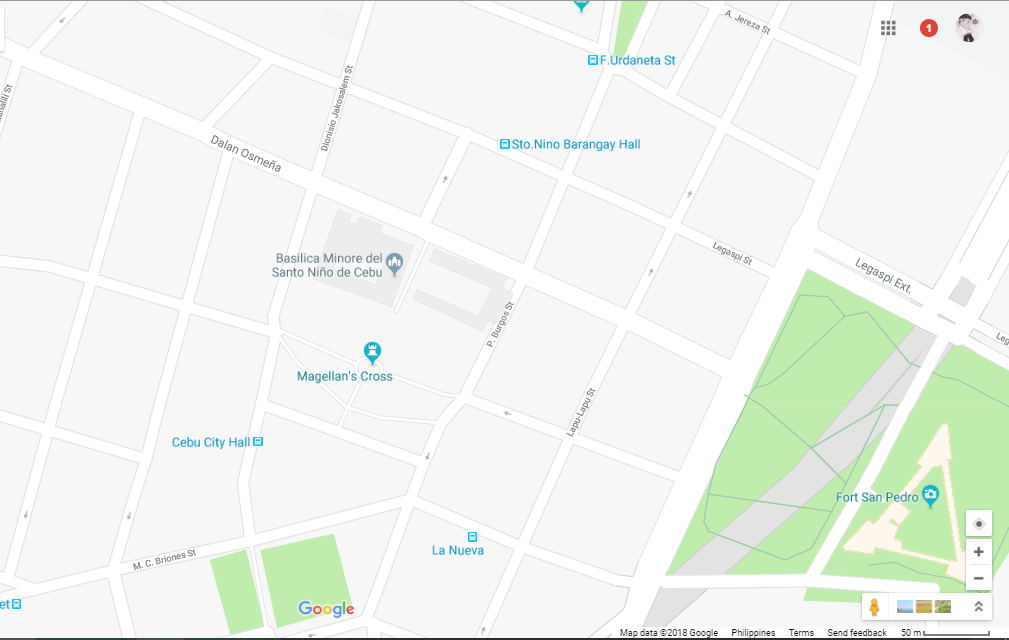 A. Jereza St
1
F.Urdaneta St
Dionisio Jakosalem St
Sto.Nino Barangay Hall
Dalan Osmeña
Legaspi St
Basilica Minore del
Santo Niño de Cebu
Legaspi Ext.
P. Burgos St
Magellan's Cross
Lapu-Lapu St
Cebu City Hall
Fort San Pedro
La Nueva
M. C. Briones St
Google
Map data ©2018 Google Philippines Terms Send feedback 50 m